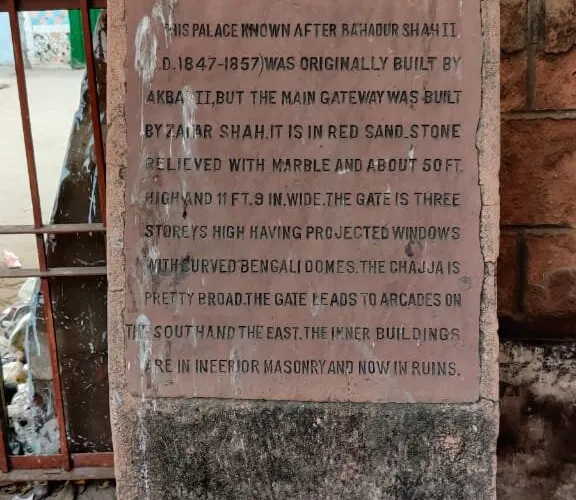 THIS PALACE KNOWN AFTER BAHADUR SHAH II
A.D.1847-1857) WAS ORIGINALLY BUILT BY
AKBAR II, BUT THE MAIN GATEWAY WAS BUILT
BY ZAFAR SHAH. IT IS IN RED SAND-STONE
RELIEVED WITH MARBLE AND ABOUT 50 FT.
HIGH AND 11 FT. 9 IN. WIDE. THE GATE IS THREE
STOREYS HIGH HAVING PROJECTED WINDOWS
WITH CURVED BENGALI DOMES. THE CHAJJA IS
PRETTY BROAD. THE GATE LEADS TO ARCADES ON
THE SOUTH AND THE EAST. THE INNER BUILDINGS
ARE IN INFERIOR MASONRY AND NOW IN RUINS.